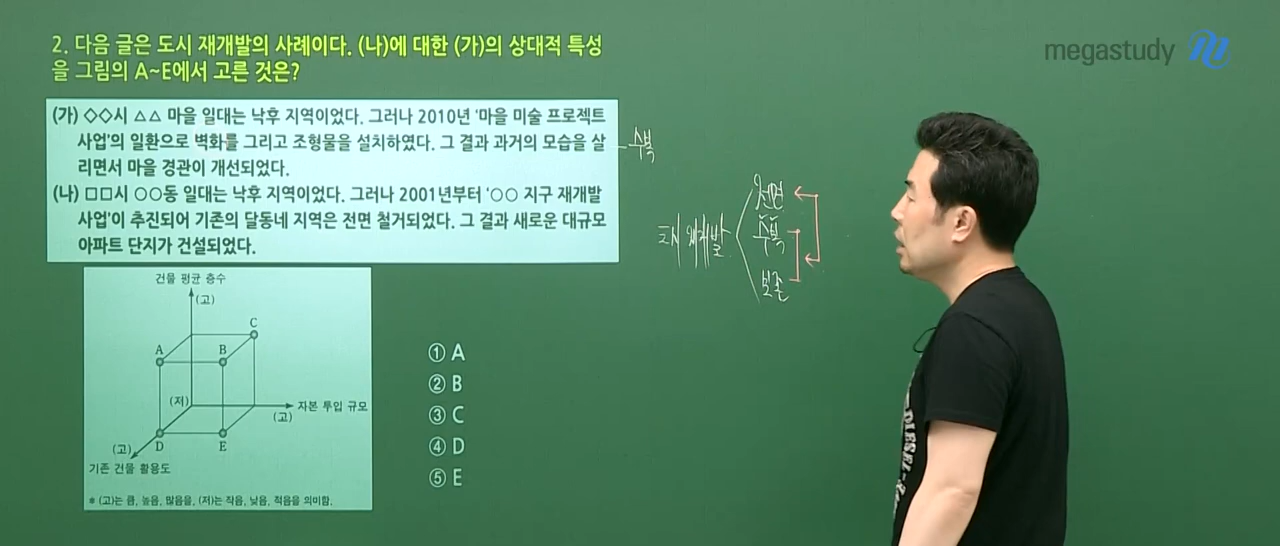 2. 다음 글은 도시 재개발의 사례이다. (나)에 대한 (가)의 상대적 특성
을 그림의 A~E에서 고른 것은?
megastudy
(가) ◇◇시 △△ 마을 일대는 낙후 지역이었다. 그러나 2010년 '마을 미술 프로젝트
사업'의 일환으로 벽화를 그리고 조형물을 설치하였다. 그 결과 과거의 모습을 살
리면서 마을 경관이 개선되었다.
(나) □□시 ○○동 일대는 낙후 지역이었다. 그러나 2001년부터 '○○ 지구 재개발
사업'이 추진되어 기존의 달동네 지역은 전면 철거되었다. 그 결과 새로운 대규모
아파트 단지가 건설되었다.
수복
도시 재개발
전면
수복
보존
건물 평균 층수
(고)
C
A
B
(저)
자본 투입 규모
(고)
(고)
D
E
기존 건물 활용도
* (고)는 큼, 높음, 많음을, (저)는 작음, 낮음, 적음을 의미함.
① A
② B
③ C
④ D
⑤ E